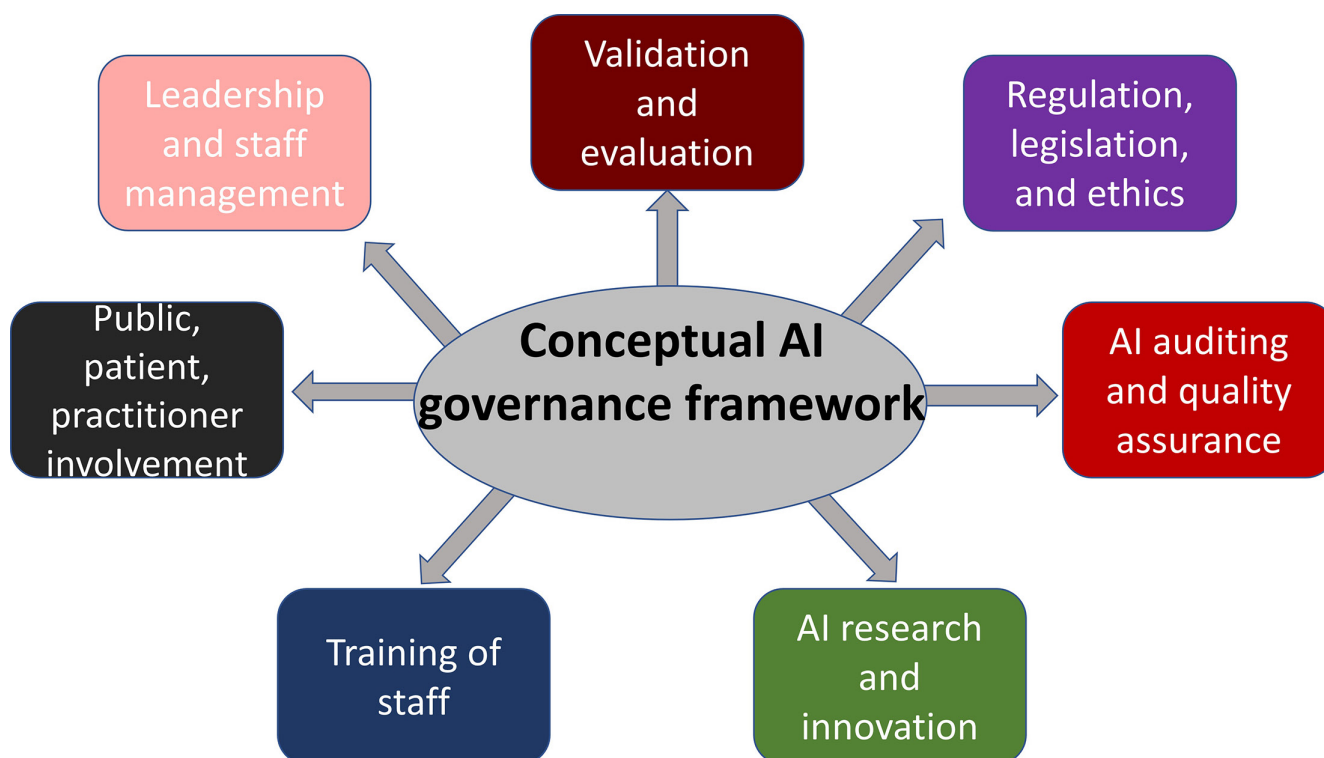 Validation
and
evaluation
Leadership
and staff
management
Regulation,
legislation,
and ethics
Public,
patient,
practitioner
involvement
Conceptual AI
governance framework
AI auditing
and quality
assurance
Training of
staff
AI research
and
innovation